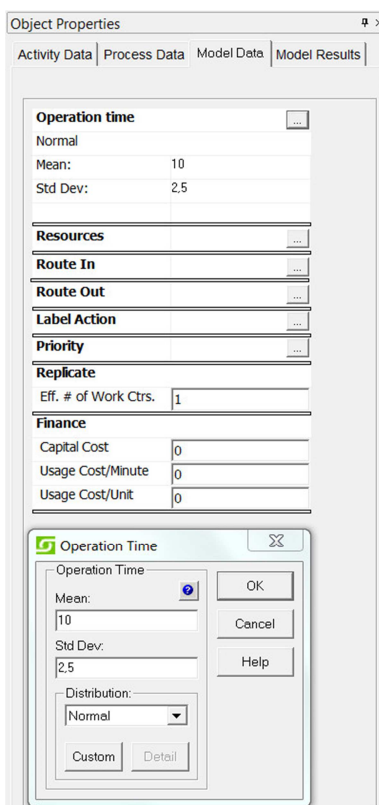 Object Properties
Activity Data Process Data Model Data Model Results
Operation time ...
Normal
Mean: 10
Std Dev: 2,5
Resources ...
Route In ...
Route Out ...
Label Action ...
Priority ...
Replicate
Eff. # of Work Ctrs. 1
Finance
Capital Cost 0
Usage Cost/Minute 0
Usage Cost/Unit 0
Operation Time
Operation Time
Mean: ?
10
Std Dev:
2,5
Distribution:
Normal
Custom Detail
OK
Cancel
Help